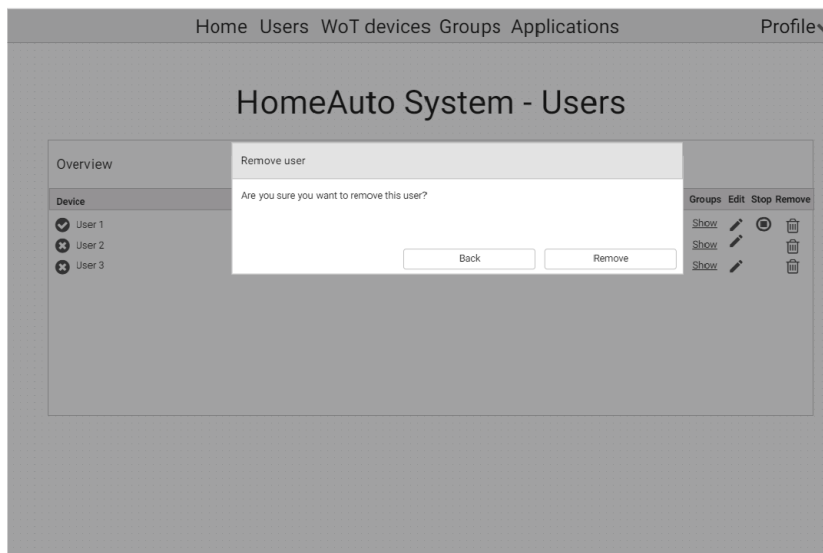 Home Users WoT devices Groups Applications Profile
HomeAuto System - Users
Overview
Remove user
Are you sure you want to remove this user?
Back Remove
Device Groups Edit Stop Remove
User 1 Show
User 2 Show
User 3 Show